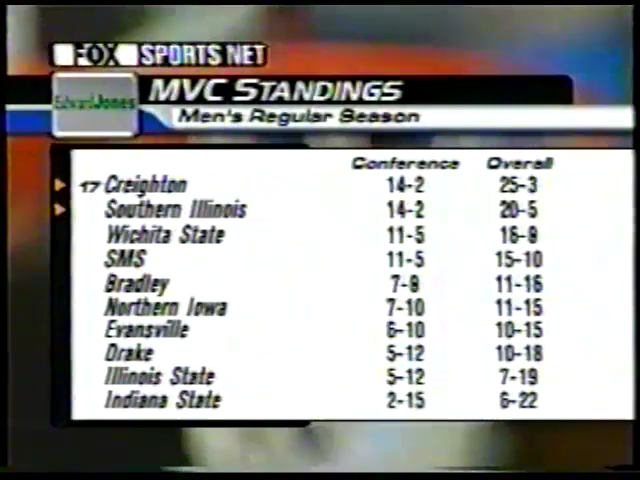 FOX SPORTS NET
EdwardJones
MVC STANDINGS
Men's Regular Season
Conference Overall
17 Creighton 14-2 25-3
Southern Illinois 14-2 20-5
Wichita State 11-5 16-9
SMS 11-5 15-10
Bradley 7-9 11-16
Northern Iowa 7-10 11-15
Evansville 6-10 10-15
Drake 5-12 10-18
Illinois State 5-12 7-19
Indiana State 2-15 6-22